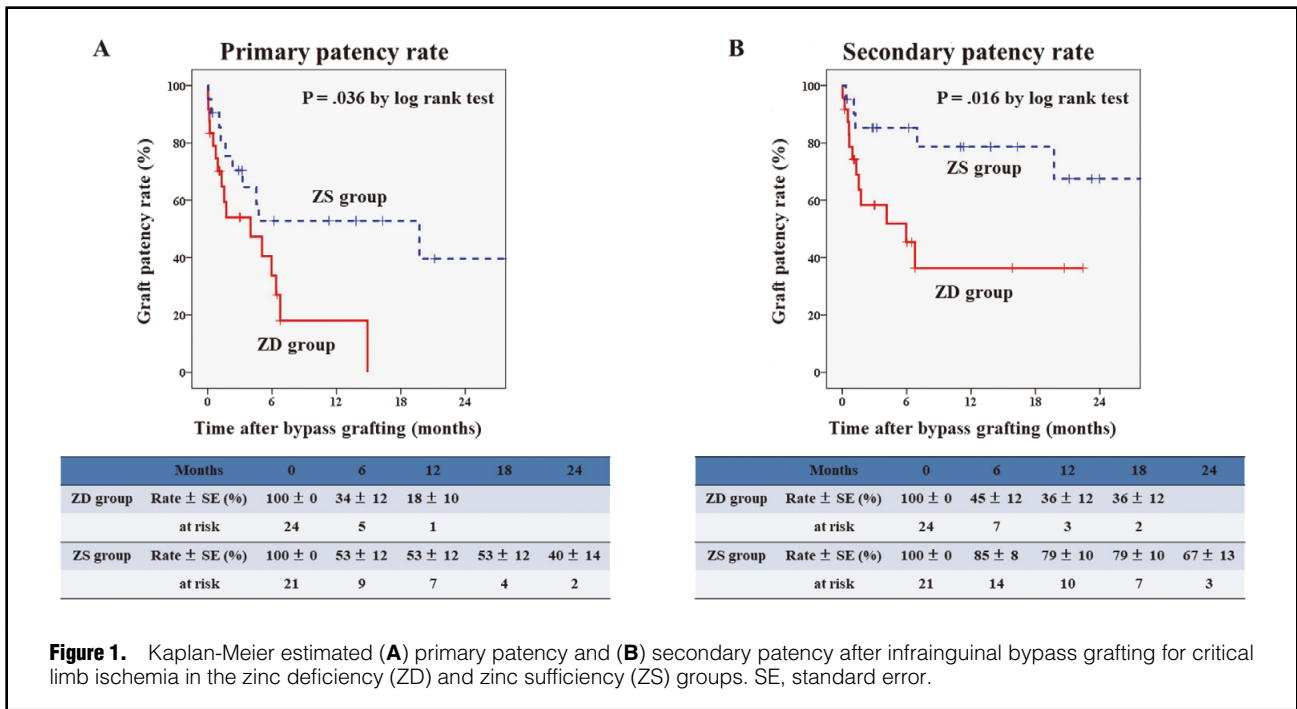 A
Primary patency rate
P = .036 by log rank test
Graft patency rate (%)
100
80
60
40
20
0
ZS group
ZD group
0 6 12 18 24
Time after bypass grafting (months)
Months 0 6 12 18 24
ZD group Rate ± SE (%) 100 ± 0 34 ± 12 18 ± 10
at risk 24 5 1
ZS group Rate ± SE (%) 100 ± 0 53 ± 12 53 ± 12 53 ± 12 40 ± 14
at risk 21 9 7 4 2
B
Secondary patency rate
P = .016 by log rank test
Graft patency rate (%)
100
80
60
40
20
0
ZS group
ZD group
0 6 12 18 24
Time after bypass grafting (months)
Months 0 6 12 18 24
ZD group Rate ± SE (%) 100 ± 0 45 ± 12 36 ± 12 36 ± 12
at risk 24 7 3 2
ZS group Rate ± SE (%) 100 ± 0 85 ± 8 79 ± 10 79 ± 10 67 ± 13
at risk 21 14 10 7 3
Figure 1. Kaplan-Meier estimated (A) primary patency and (B) secondary patency after infrainguinal bypass grafting for critical
limb ischemia in the zinc deficiency (ZD) and zinc sufficiency (ZS) groups. SE, standard error.